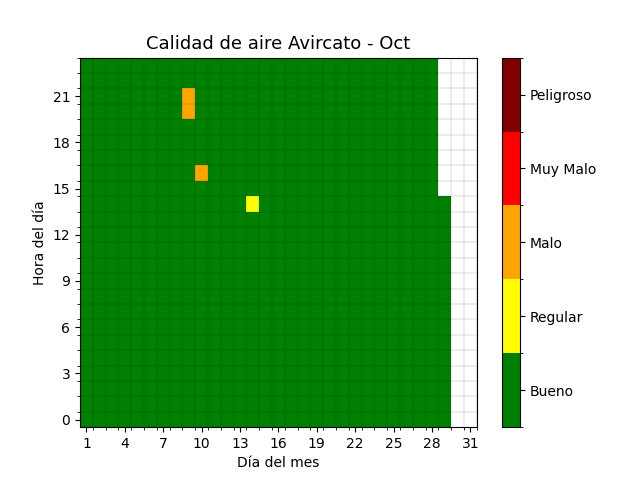 Calidad de aire Avircato - Oct
Hora del día
21
18
15
12
9
6
3
0
1 4 7 10 13 16 19 22 25 28 31
Día del mes
Peligroso
Muy Malo
Malo
Regular
Bueno